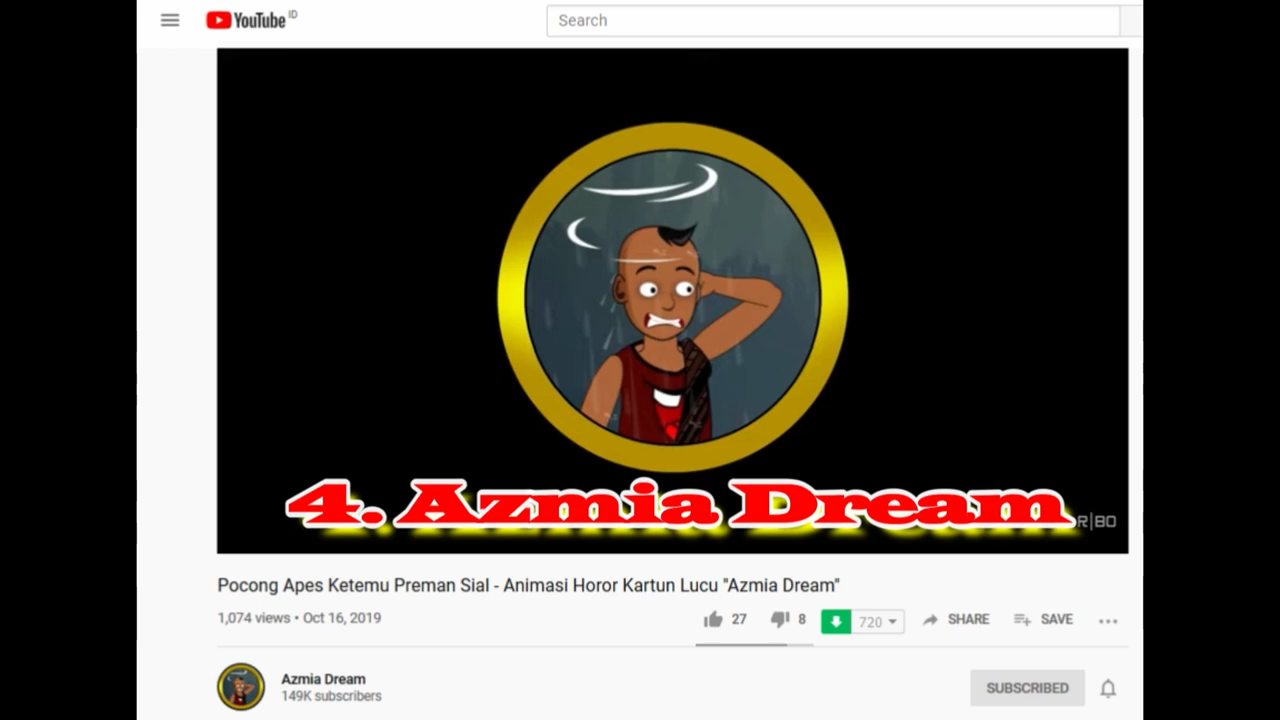 YouTube ID
Search
4. Azmia Dream
R|BO
Pocong Apes Ketemu Preman Sial - Animasi Horor Kartun Lucu "Azmia Dream"
1,074 views • Oct 16, 2019
27 8 720 SHARE SAVE
Azmia Dream
149K subscribers
SUBSCRIBED